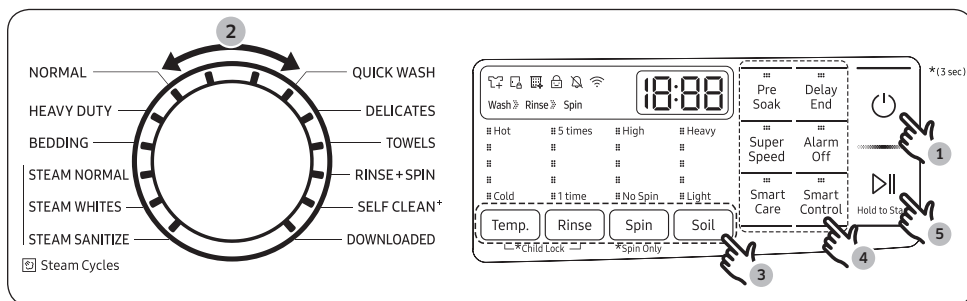 2
NORMAL
HEAVY DUTY
BEDDING
STEAM NORMAL
STEAM WHITES
STEAM SANITIZE
Steam Cycles
QUICK WASH
DELICATES
TOWELS
RINSE+SPIN
SELF CLEAN+
DOWNLOADED
18:88
Wash» Rinse» Spin
Hot 5 times High Heavy
Cold 1 time No Spin Light
Temp. Rinse Spin Soil
*Child Lock *Spin Only
3
Pre Soak
Delay End
Super Speed
Alarm Off
Smart Care
Smart Control
4
*(3 sec)
1
Hold to Sta
5